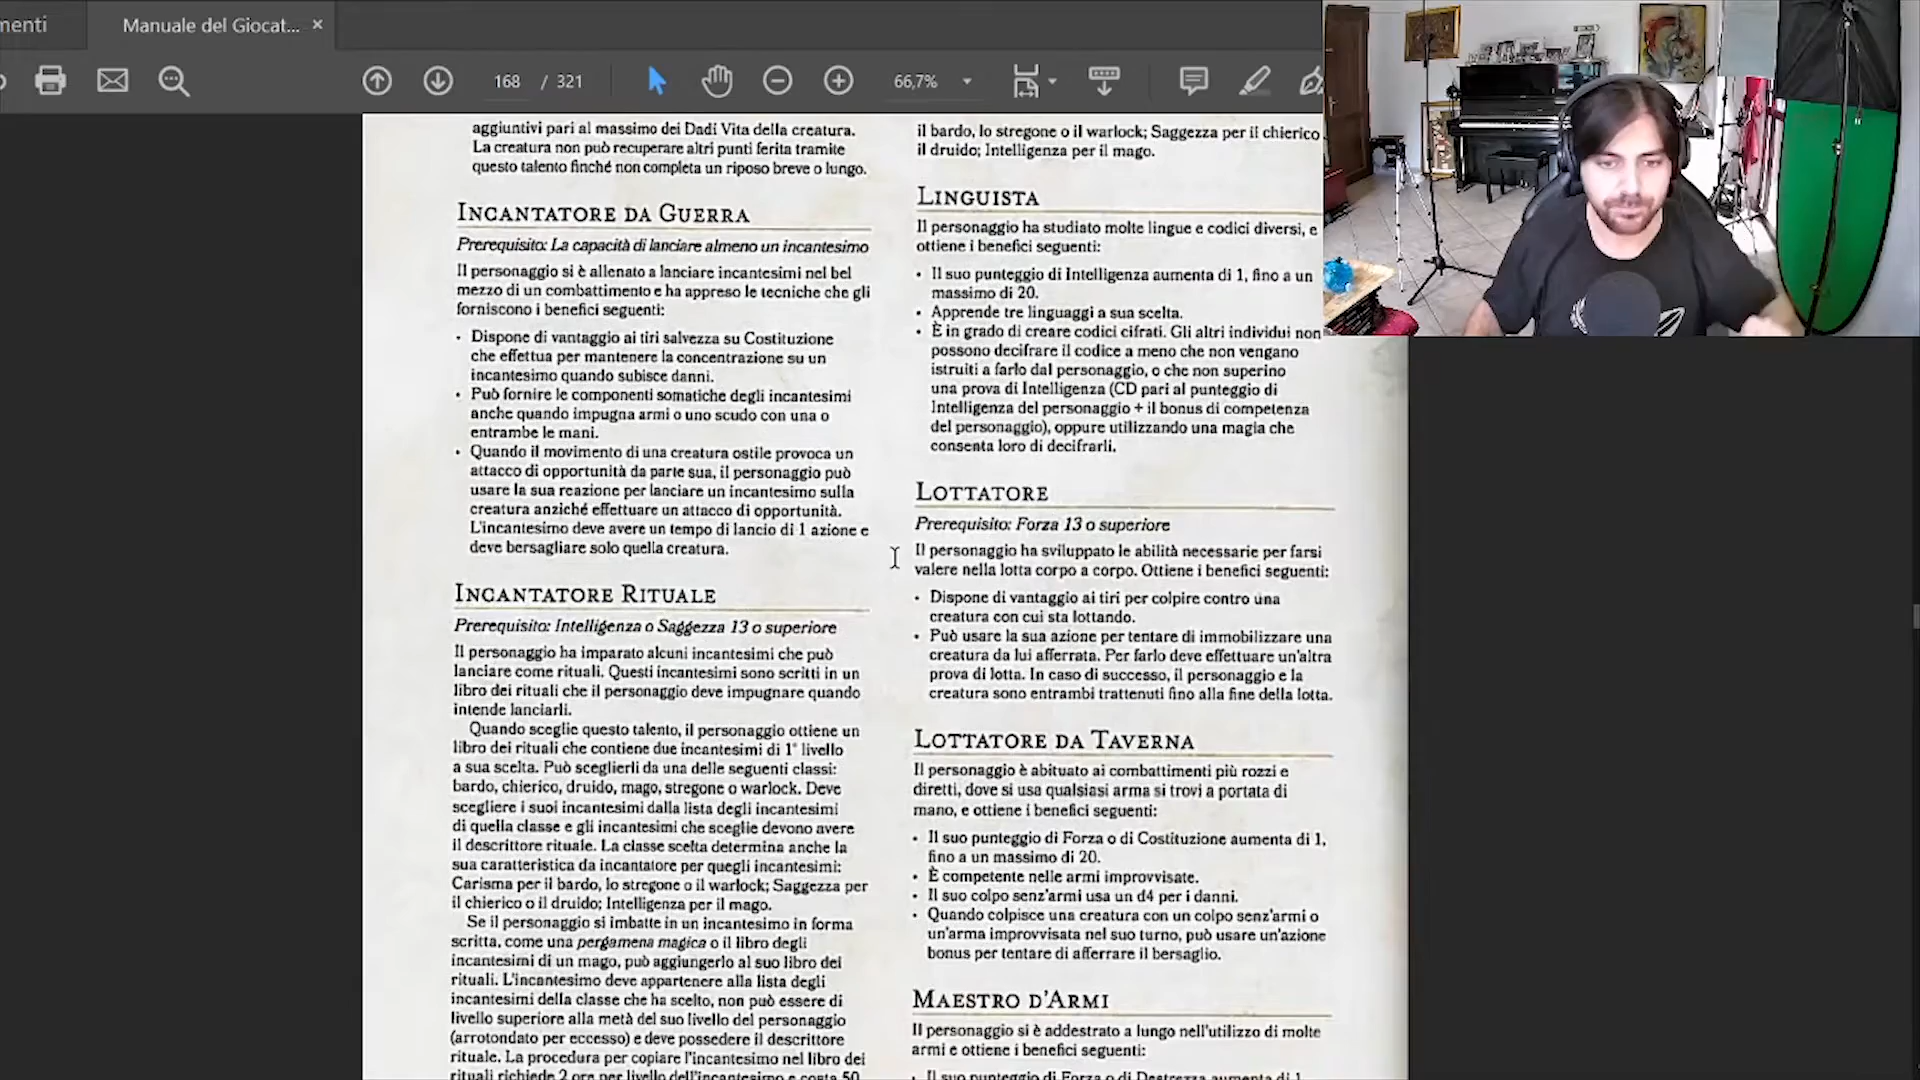 menti
Manuale del Giocat... ×
168 / 321
66,7%
aggiuntivi pari al massimo dei Dadi Vita della creatura.
La creatura non può recuperare altri punti ferita tramite
questo talento finché non completa un riposo breve o lungo.
INCANTATORE DA GUERRA
Prerequisito: La capacità di lanciare almeno un incantesimo
Il personaggio si è allenato a lanciare incantesimi nel bel
mezzo di un combattimento e ha appreso le tecniche che gli
forniscono i benefici seguenti:
• Dispone di vantaggio ai tiri salvezza su Costituzione
che effettua per mantenere la concentrazione su un
incantesimo quando subisce danni.
• Può fornire le componenti somatiche degli incantesimi
anche quando impugna armi o uno scudo con una o
entrambe le mani.
• Quando il movimento di una creatura ostile provoca un
attacco di opportunità da parte sua, il personaggio può
usare la sua reazione per lanciare un incantesimo sulla
creatura anziché effettuare un attacco di opportunità.
L'incantesimo deve avere un tempo di lancio di 1 azione e
deve bersagliare solo quella creatura.
INCANTATORE RITUALE
Prerequisito: Intelligenza o Saggezza 13 o superiore
Il personaggio ha imparato alcuni incantesimi che può
lanciare come rituali. Questi incantesimi sono scritti in un
libro dei rituali che il personaggio deve impugnare quando
intende lanciarli.
Quando sceglie questo talento, il personaggio ottiene un
libro dei rituali che contiene due incantesimi di 1° livello
a sua scelta. Può sceglierli da una delle seguenti classi:
bardo, chierico, druido, mago, stregone o warlock. Deve
scegliere i suoi incantesimi dalla lista degli incantesimi
di quella classe e gli incantesimi che sceglie devono avere
il descrittore rituale. La classe scelta determina anche la
sua caratteristica da incantatore per quegli incantesimi:
Carisma per il bardo, lo stregone o il warlock; Saggezza per
il chierico o il druido; Intelligenza per il mago.
Se il personaggio si imbatte in un incantesimo in forma
scritta, come una pergamena magica o il libro degli
incantesimi di un mago, può aggiungerlo al suo libro dei
rituali. L'incantesimo deve appartenere alla lista degli
incantesimi della classe che ha scelto, non può essere di
livello superiore alla metà del suo livello del personaggio
(arrotondato per eccesso) e deve possedere il descrittore
rituale. La procedura per copiare l'incantesimo nel libro dei
rituali richiede 2 ore per livello dell'incantesimo e costa 50
il bardo, lo stregone o il warlock; Saggezza per il chierico
il druido; Intelligenza per il mago.
LINGUISTA
Il personaggio ha studiato molte lingue e codici diversi, e
ottiene i benefici seguenti:
• Il suo punteggio di Intelligenza aumenta di 1, fino a un
massimo di 20.
• Apprende tre linguaggi a sua scelta.
• È in grado di creare codici cifrati. Gli altri individui non
possono decifrare il codice a meno che non vengano
istruiti a farlo dal personaggio, o che non superino
una prova di Intelligenza (CD pari al punteggio di
Intelligenza del personaggio + il bonus di competenza
del personaggio), oppure utilizzando una magia che
consenta loro di decifrarli.
LOTTATORE
Prerequisito: Forza 13 o superiore
Il personaggio ha sviluppato le abilità necessarie per farsi
valere nella lotta corpo a corpo. Ottiene i benefici seguenti:
• Dispone di vantaggio ai tiri per colpire contro una
creatura con cui sta lottando.
• Può usare la sua azione per tentare di immobilizzare una
creatura da lui afferrata. Per farlo deve effettuare un'altra
prova di lotta. In caso di successo, il personaggio e la
creatura sono entrambi trattenuti fino alla fine della lotta.
LOTTATORE DA TAVERNA
Il personaggio è abituato ai combattimenti più rozzi e
diretti, dove si usa qualsiasi arma si trovi a portata di
mano, e ottiene i benefici seguenti:
• Il suo punteggio di Forza o di Costituzione aumenta di 1,
fino a un massimo di 20.
• È competente nelle armi improvvisate.
• Il suo colpo senz'armi usa un d4 per i danni.
• Quando colpisce una creatura con un colpo senz'armi o
un'arma improvvisata nel suo turno, può usare un'azione
bonus per tentare di afferrare il bersaglio.
MAESTRO D'ARMI
Il personaggio si è addestrato a lungo nell'utilizzo di molte
armi e ottiene i benefici seguenti:
• Il suo punteggio di Forza o di Destrezza aumenta di 1,